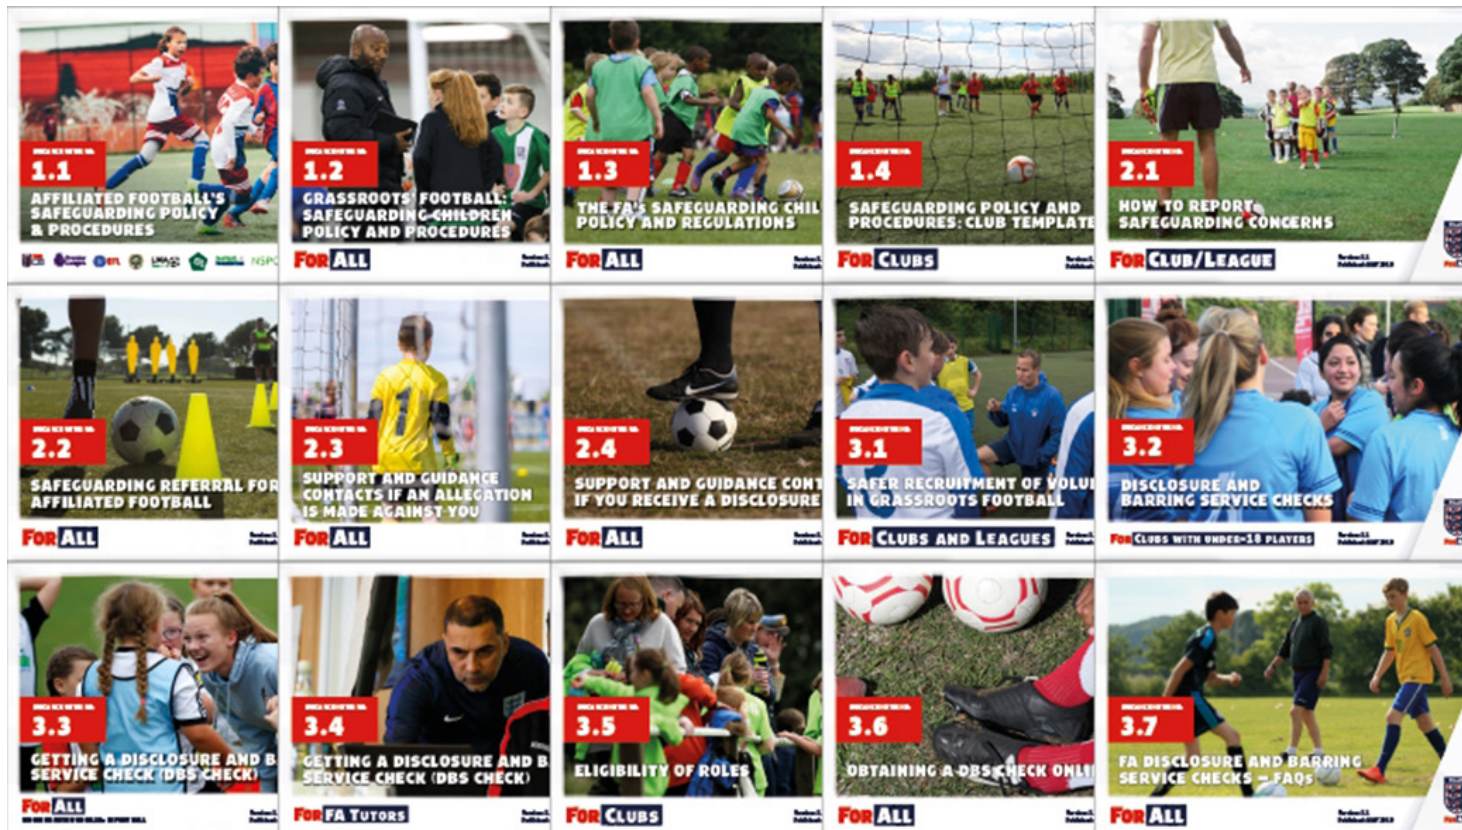 1.1
AFFILIATED FOOTBALL'S
SAFEGUARDING POLICY
& PROCEDURES
NSPC
1.2
GRASSROOTS' FOOTBALL:
SAFEGUARDING CHILDREN
POLICY AND PROCEDURES
FOR ALL
1.3
THE FA'S SAFEGUARDING CHIL
POLICY AND REGULATIONS
FOR ALL
1.4
SAFEGUARDING POLICY AND
PROCEDURES: CLUB TEMPLATE
FOR CLUBS
2.1
HOW TO REPORT
SAFEGUARDING CONCERNS
FOR CLUB/LEAGUE
2.2
SAFEGUARDING REFERRAL FOR
AFFILIATED FOOTBALL
FOR ALL
2.3
SUPPORT AND GUIDANCE
CONTACTS IF AN ALLEGATION
IS MADE AGAINST YOU
FOR ALL
1
2.4
SUPPORT AND GUIDANCE CONT
IF YOU RECEIVE A DISCLOSURE
FOR ALL
3.1
SAFER RECRUITMENT OF VOLU
IN GRASSROOTS FOOTBALL
FOR CLUBS AND LEAGUES
3.2
DISCLOSURE AND
BARRING SERVICE CHECKS
FOR CLUBS WITH UNDER-18 PLAYERS
3.3
GETTING A DISCLOSURE AND B
SERVICE CHECK (DBS CHECK)
FOR ALL
3.4
GETTING A DISCLOSURE AND B
SERVICE CHECK (DBS CHECK)
FOR FA TUTORS
3.5
ELIGIBILITY OF ROLES
FOR CLUBS
3.6
OBTAINING A DBS CHECK ONLI
FOR ALL
3.7
FA DISCLOSURE AND BARRING
SERVICE CHECKS – FAQs
FOR ALL